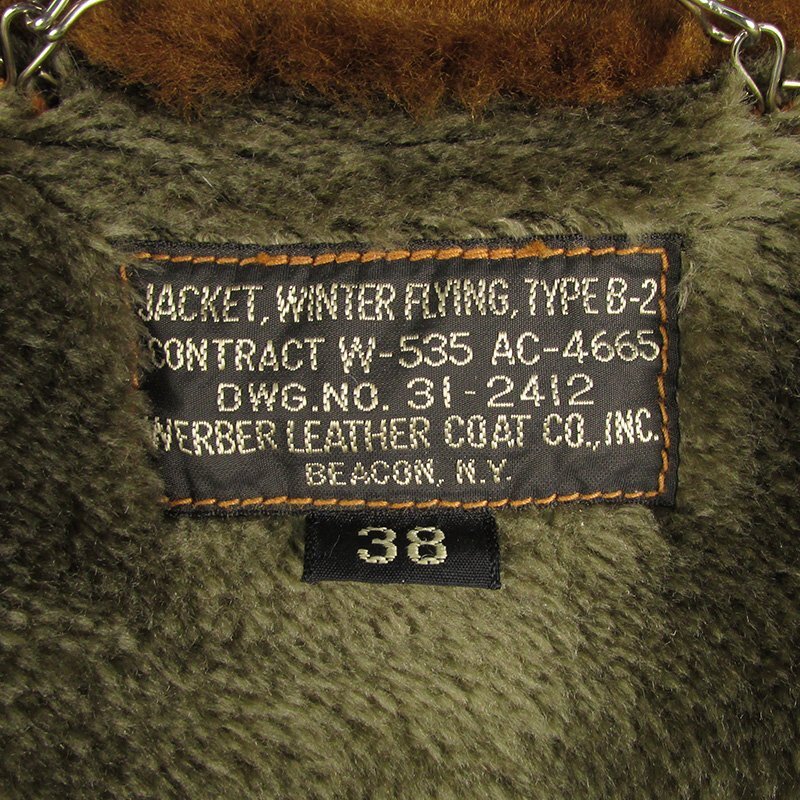 JACKET, WINTER FLYING, TYPE B-2
CONTRACT W-535 AC-4665
DWG. NO. 31-2412
WERBER LEATHER COAT CO., INC.
BEACON, N.Y.
38